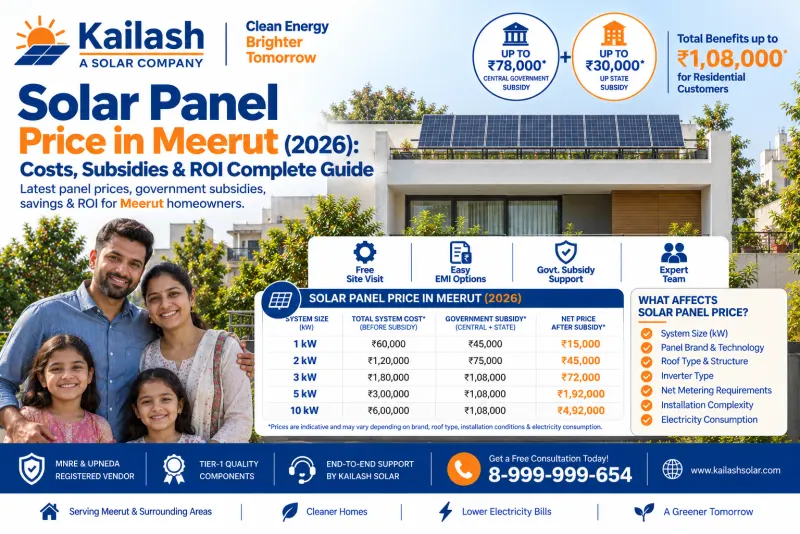 Kailash
A SOLAR COMPANY
Clean Energy
Brighter
Tomorrow
UP TO
₹78,000*
CENTRAL GOVERNMENT
SUBSIDY
+
UP TO
₹30,000*
UP STATE
SUBSIDY
Total Benefits up to
₹1,08,000*
for Residential
Customers
Solar Panel
Price in Meerut (2026):
Costs, Subsidies & ROI Complete Guide
Latest panel prices, government subsidies,
savings & ROI for Meerut homeowners.
Free
Site Visit
Easy
EMI Options
Govt. Subsidy
Support
Expert
Team
SOLAR PANEL PRICE IN MEERUT (2026)
SYSTEM SIZE
(kW)
TOTAL SYSTEM COST*
(BEFORE SUBSIDY)
GOVERNMENT SUBSIDY*
(CENTRAL + STATE)
NET PRICE
AFTER SUBSIDY*
1 kW ₹60,000 ₹45,000 ₹15,000
2 kW ₹1,20,000 ₹75,000 ₹45,000
3 kW ₹1,80,000 ₹1,08,000 ₹72,000
5 kW ₹3,00,000 ₹1,08,000 ₹1,92,000
10 kW ₹6,00,000 ₹1,08,000 ₹4,92,000
*Prices are indicative and may vary depending on brand, roof type, installation conditions & electricity consumption.
WHAT AFFECTS
SOLAR PANEL PRICE?
System Size (kW)
Panel Brand & Technology
Roof Type & Structure
Inverter Type
Net Metering Requirements
Installation Complexity
Electricity Consumption
MNRE & UPNEDA
REGISTERED VENDOR
TIER-1 QUALITY
COMPONENTS
END-TO-END SUPPORT
BY KAILASH SOLAR
Get a Free Consultation Today!
8-999-999-654
www.kailashsolar.com
Serving Meerut & Surrounding Areas
Cleaner Homes
Lower Electricity Bills
A Greener Tomorrow